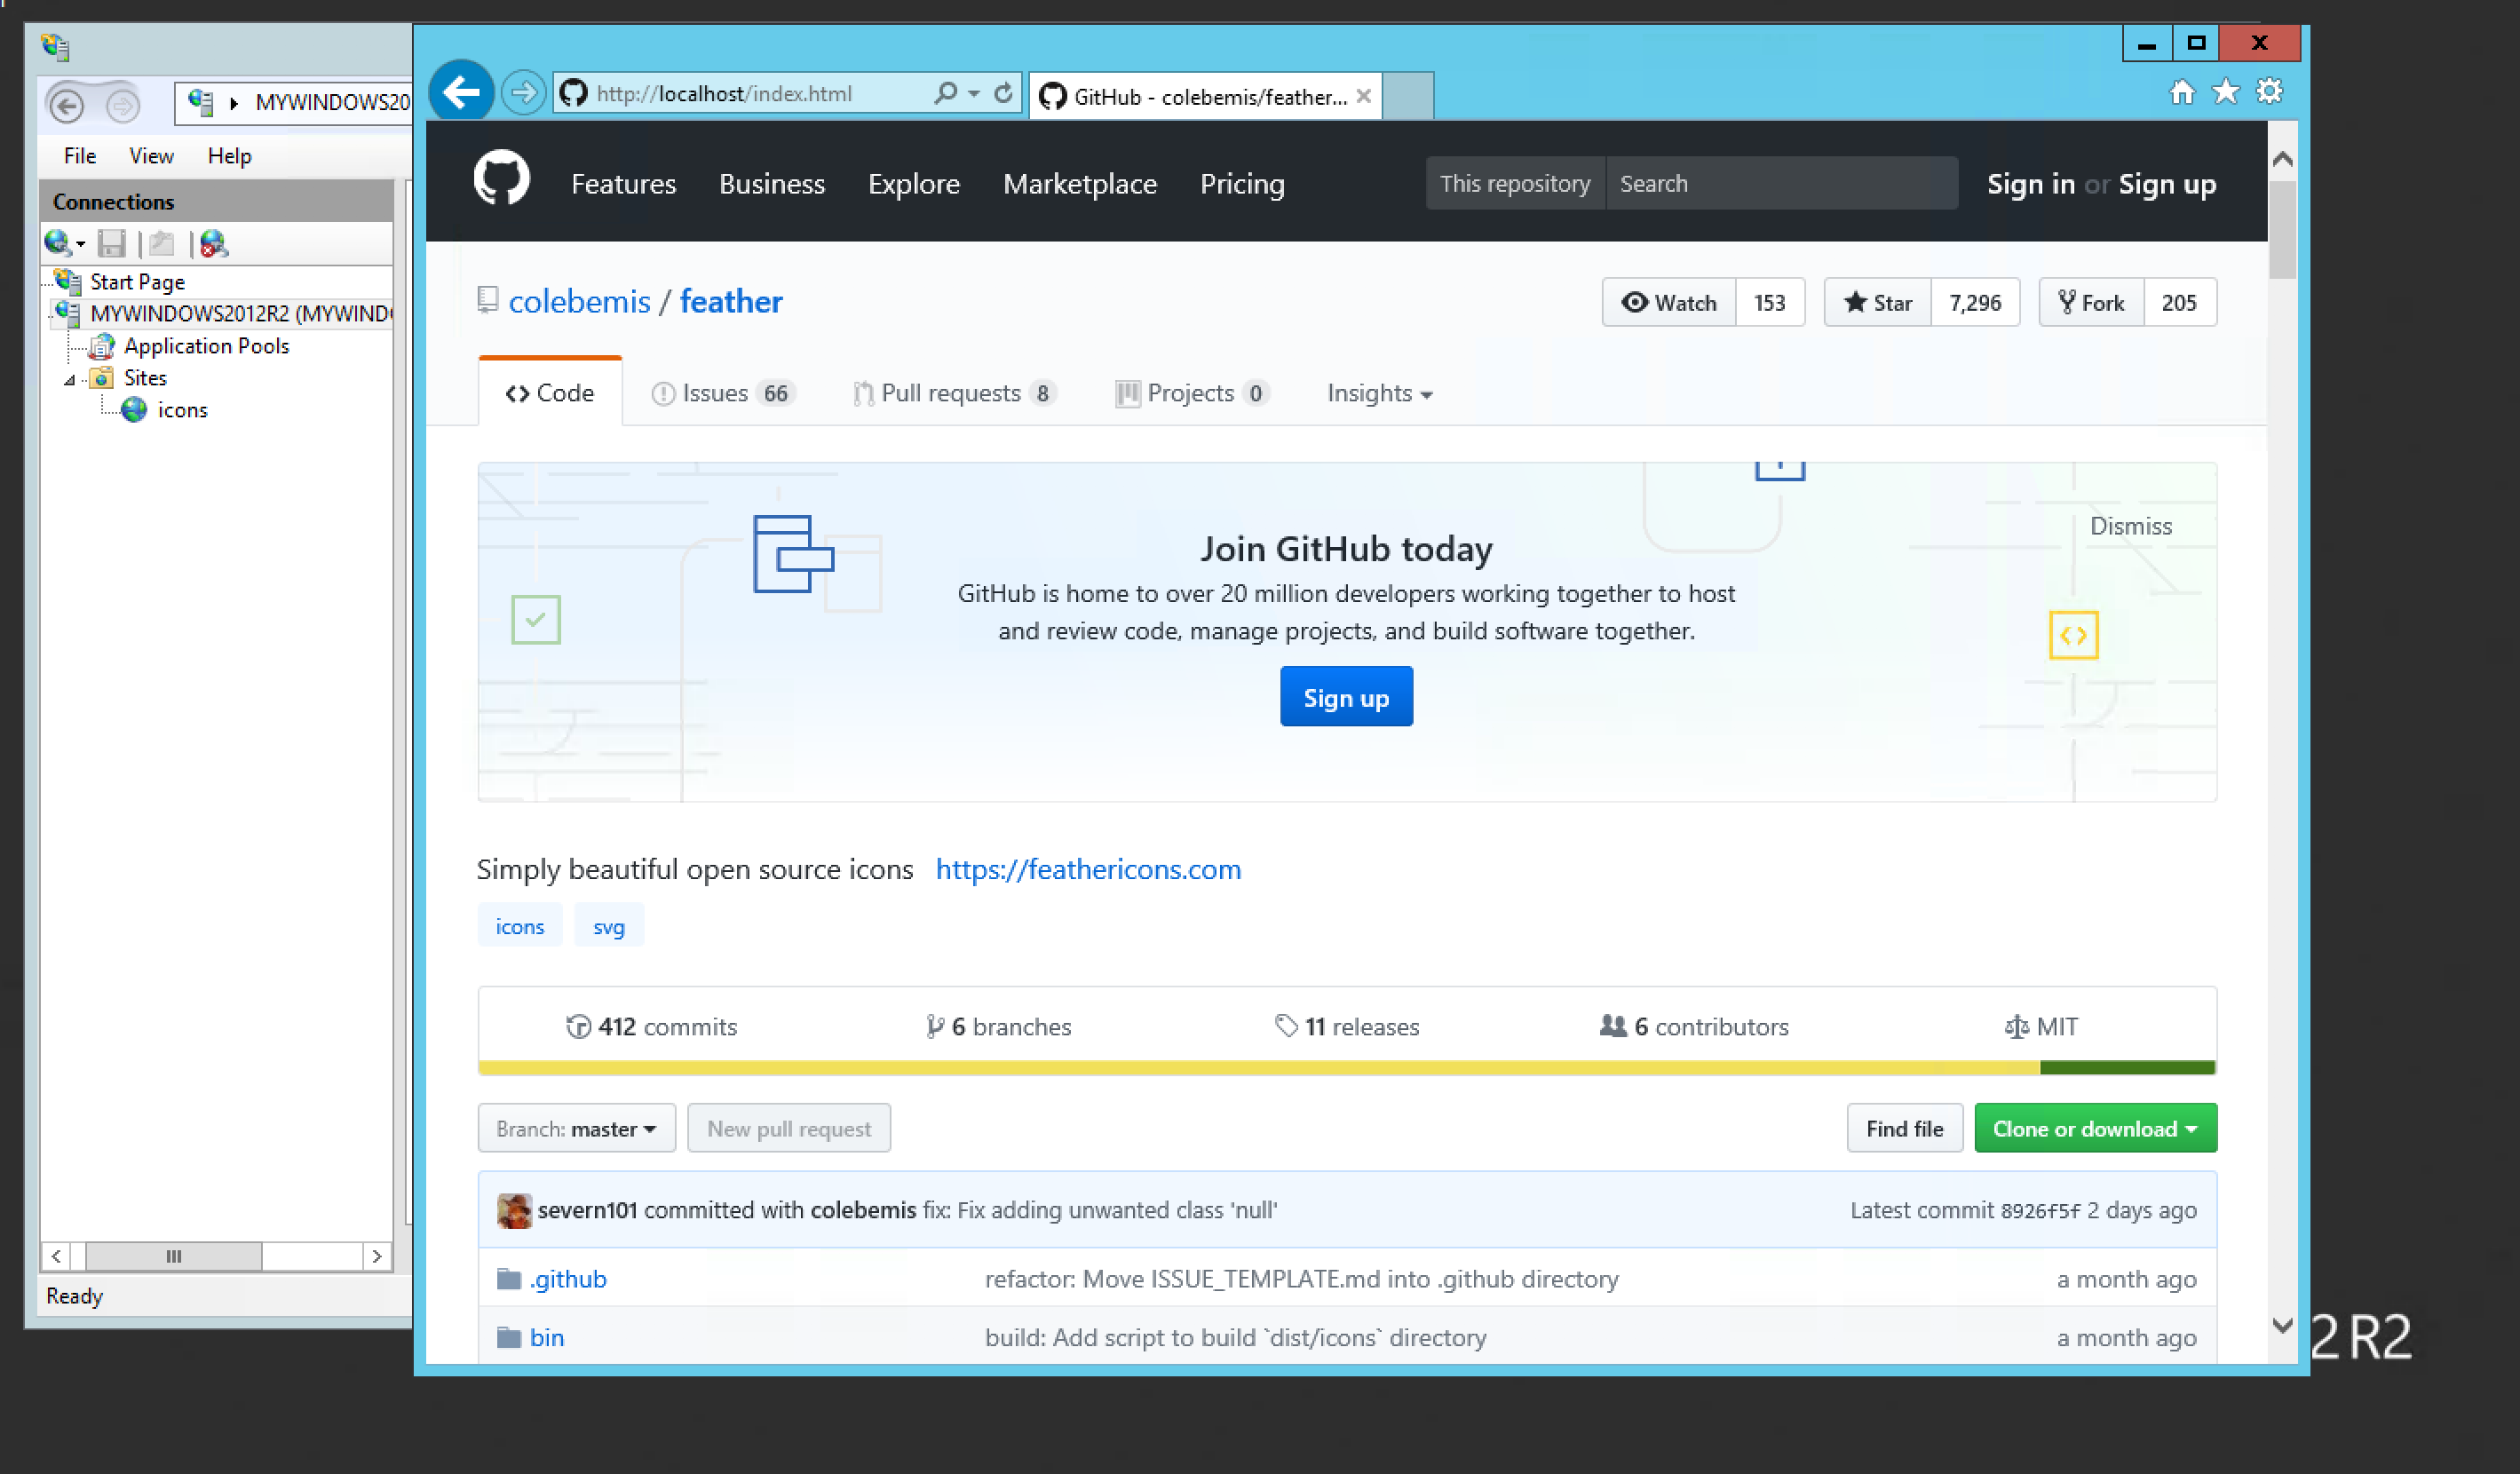 MYWINDOWS20
File View Help
Connections
Start Page
MYWINDOWS2012R2 (MYWIND
Application Pools
Sites
icons
Ready
http://localhost/index.html
GitHub - colebemis/feather...
Features Business Explore Marketplace Pricing
This repository Search
Sign in or Sign up
colebemis / feather
Watch 153 Star 7,296 Fork 205
Code Issues 66 Pull requests 8 Projects 0 Insights
Dismiss
Join GitHub today
GitHub is home to over 20 million developers working together to host
and review code, manage projects, and build software together.
Sign up
Simply beautiful open source icons https://feathericons.com
icons svg
412 commits 6 branches 11 releases 6 contributors MIT
Branch: master New pull request Find file Clone or download
severn101 committed with colebemis fix: Fix adding unwanted class 'null' Latest commit 8926f5f 2 days ago
.github refactor: Move ISSUE_TEMPLATE.md into .github directory a month ago
bin build: Add script to build `dist/icons` directory a month ago
2 R2